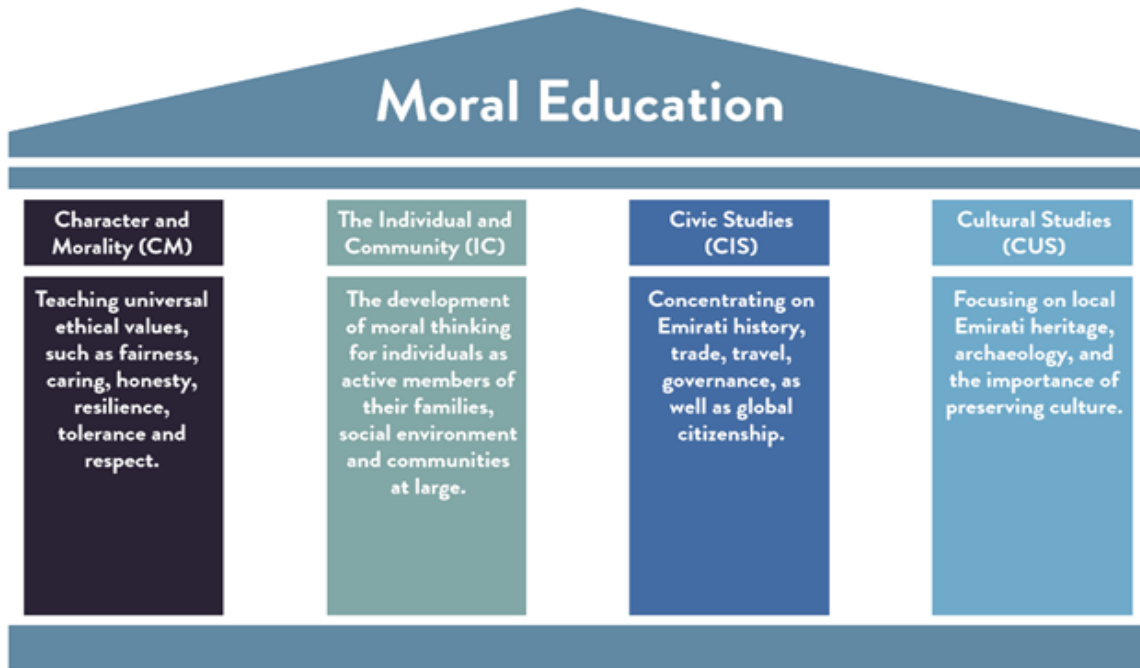 Moral Education
Character and
Morality (CM)
Teaching universal
ethical values,
such as fairness,
caring, honesty,
resilience,
tolerance and
respect.
The Individual and
Community (IC)
The development
of moral thinking
for individuals as
active members of
their families,
social environment
and communities
at large.
Civic Studies
(CIS)
Concentrating on
Emirati history,
trade, travel,
governance, as
well as global
citizenship.
Cultural Studies
(CUS)
Focusing on local
Emirati heritage,
archaeology, and
the importance of
preserving culture.